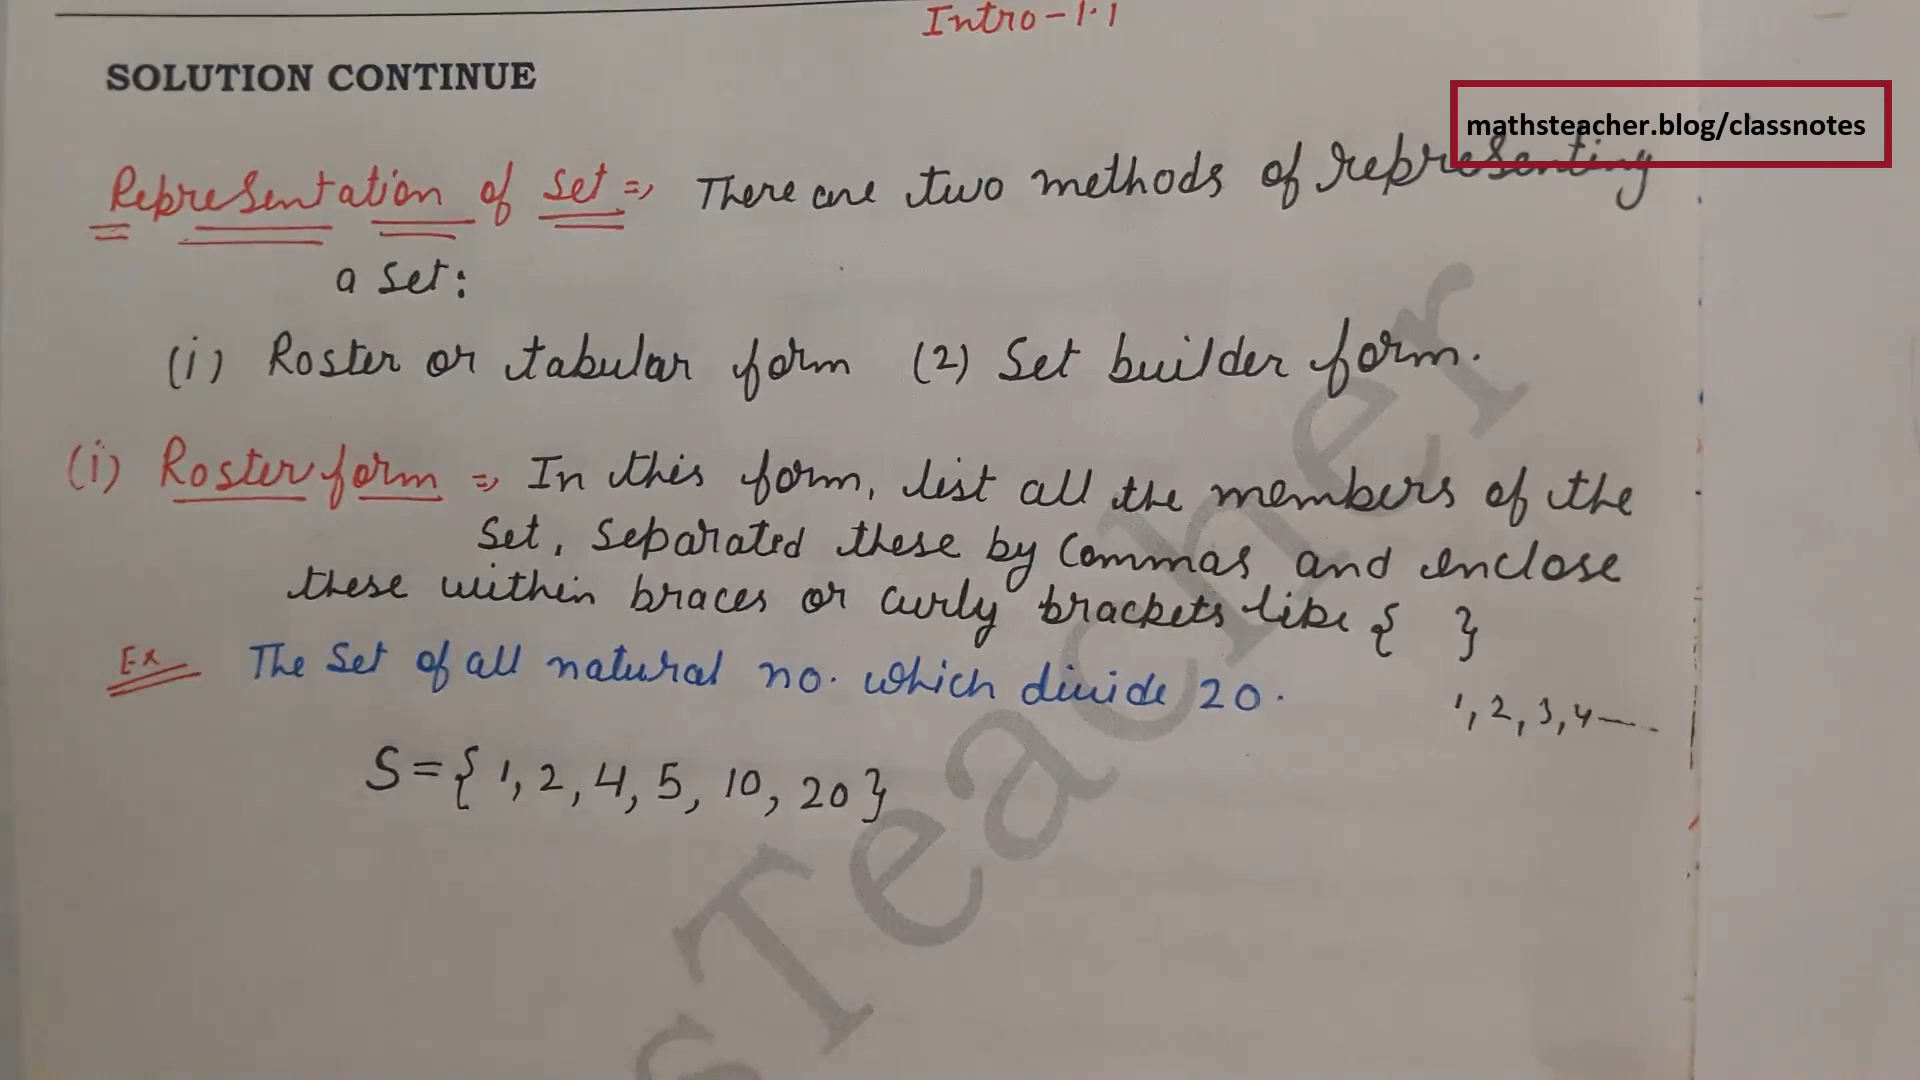 Intro-1.1
SOLUTION CONTINUE
mathsteacher.blog/classnotes
Representation of set => There are two methods of representing
a set:
(i) Roster or tabular form (2) Set builder form.
(i) Roster form => In this form, list all the members of the
set, separated these by commas and enclose
these within braces or curly brackets like { }
Ex The set of all natural no. which divide 20.
1, 2, 3, 4 ---..
S = { 1, 2, 4, 5, 10, 20 }
sTeacher